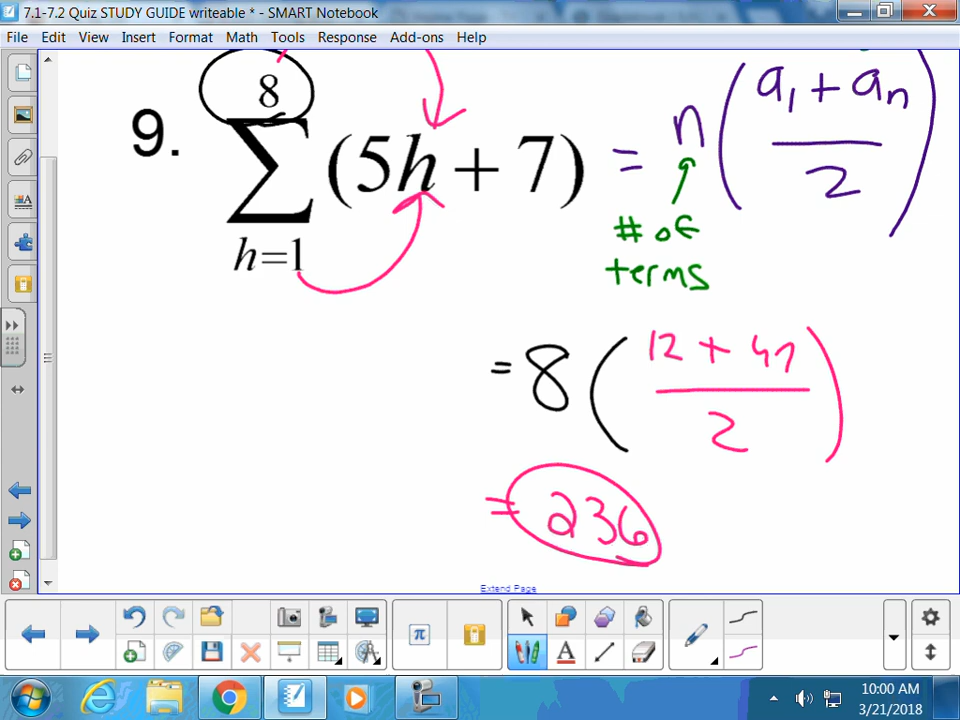 7.1-7.2 Quiz STUDY GUIDE writeable * - SMART Notebook
File Edit View Insert Format Math Tools Response Add-ons Help
8
9. ∑ (5h + 7) = n ( (a₁ + aₙ) / 2 )
h=1
# of
terms
= 8 ( (12 + 47) / 2 )
= 236
Extend Page
π
A
10:00 AM
3/21/2018